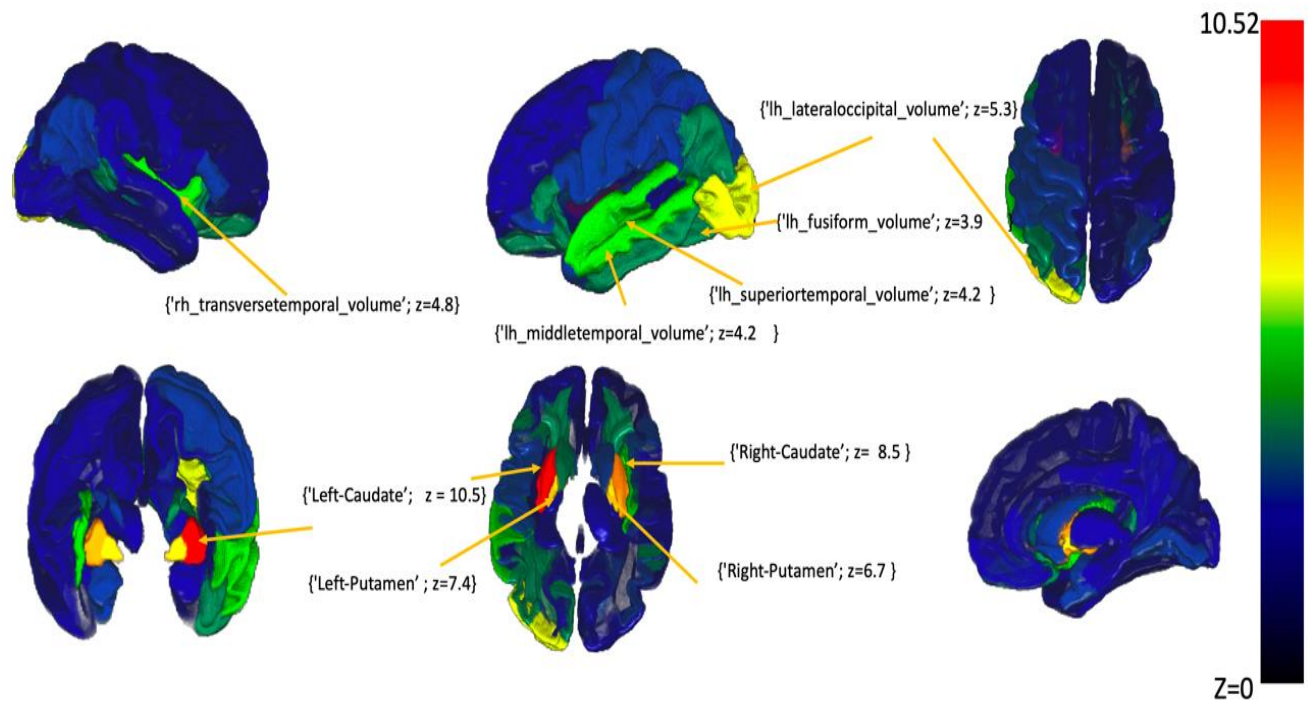 10.52
{'lh_lateraloccipital_volume'; z=5.3}
{'lh_fusiform_volume'; z=3.9 }
{'rh_transversetemporal_volume'; z=4.8}
{'lh_superiortemporal_volume'; z=4.2 }
{'lh_middletemporal_volume'; z=4.2 }
{'Right-Caudate'; z= 8.5 }
{'Left-Caudate'; z = 10.5}
{'Left-Putamen' ; z=7.4}
{'Right-Putamen'; z=6.7 }
Z=0